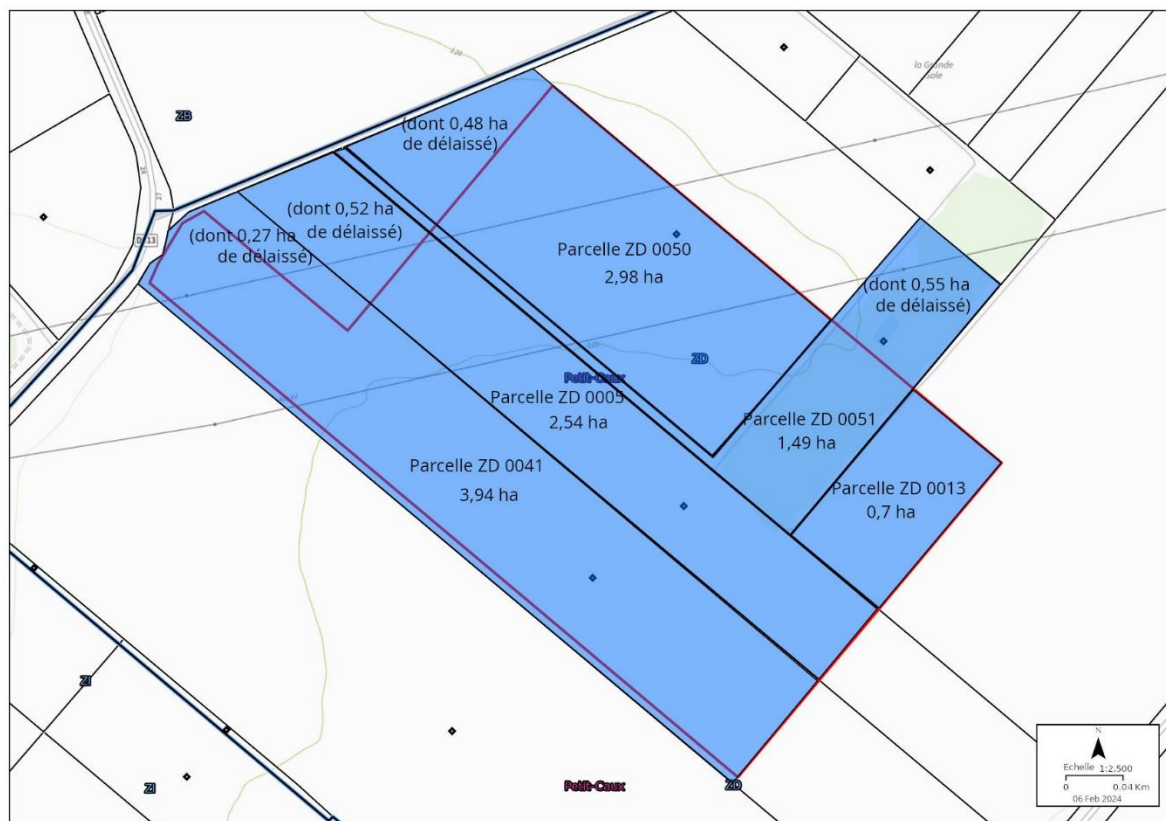 la Grande
Sole
120
ZB
(dont 0,48 ha
de délaissé)
(dont 0,52 ha
de délaissé)
(dont 0,27 ha
de délaissé)
Parcelle ZD 0050
2,98 ha
(dont 0,55 ha
de délaissé)
ZD
Petit-Caux
Parcelle ZD 0005
2,54 ha
Parcelle ZD 0051
1,49 ha
Parcelle ZD 0041
3,94 ha
Parcelle ZD 0013
0,7 ha
ZI
ZI
Petit-Caux
ZD
N
Echelle 1:2.500
0 0.04 Km
06 Feb 2024